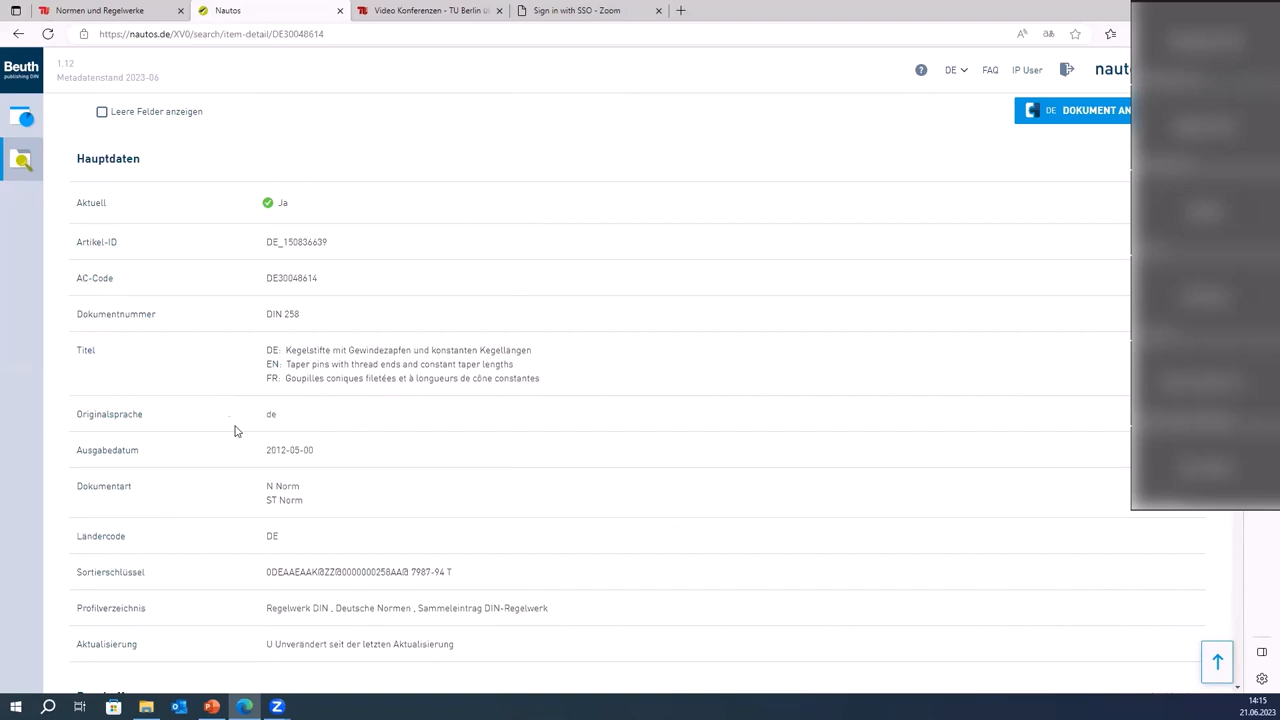 Normen und Regelwerke
Nautos
Video Konferenzen - TU Berlin ü
Sign in with SSO - Zoom
https://nautos.de/XV0/search/item-detail/DE30048614
Beuth
publishing DIN
1.12
Metadatenstand 2023-06
DE
FAQ
IP User
naut
Leere Felder anzeigen
DE DOKUMENT AN
Hauptdaten
Aktuell Ja
Artikel-ID DE_150836639
AC-Code DE30048614
Dokumentnummer DIN 258
Titel DE: Kegelstifte mit Gewindezapfen und konstanten Kegellängen
EN: Taper pins with thread ends and constant taper lengths
FR: Goupilles coniques filetées et à longueurs de cône constantes
Originalsprache de
Ausgabedatum 2012-05-00
Dokumentart N Norm
ST Norm
Ländercode DE
Sortierschlüssel 0DEAAEAAK@ZZ@0000000258AA@ 7987-94 T
Profilverzeichnis Regelwerk DIN , Deutsche Normen , Sammeleintrag DIN-Regelwerk
Aktualisierung U Unverändert seit der letzten Aktualisierung
14:15
21.06.2023